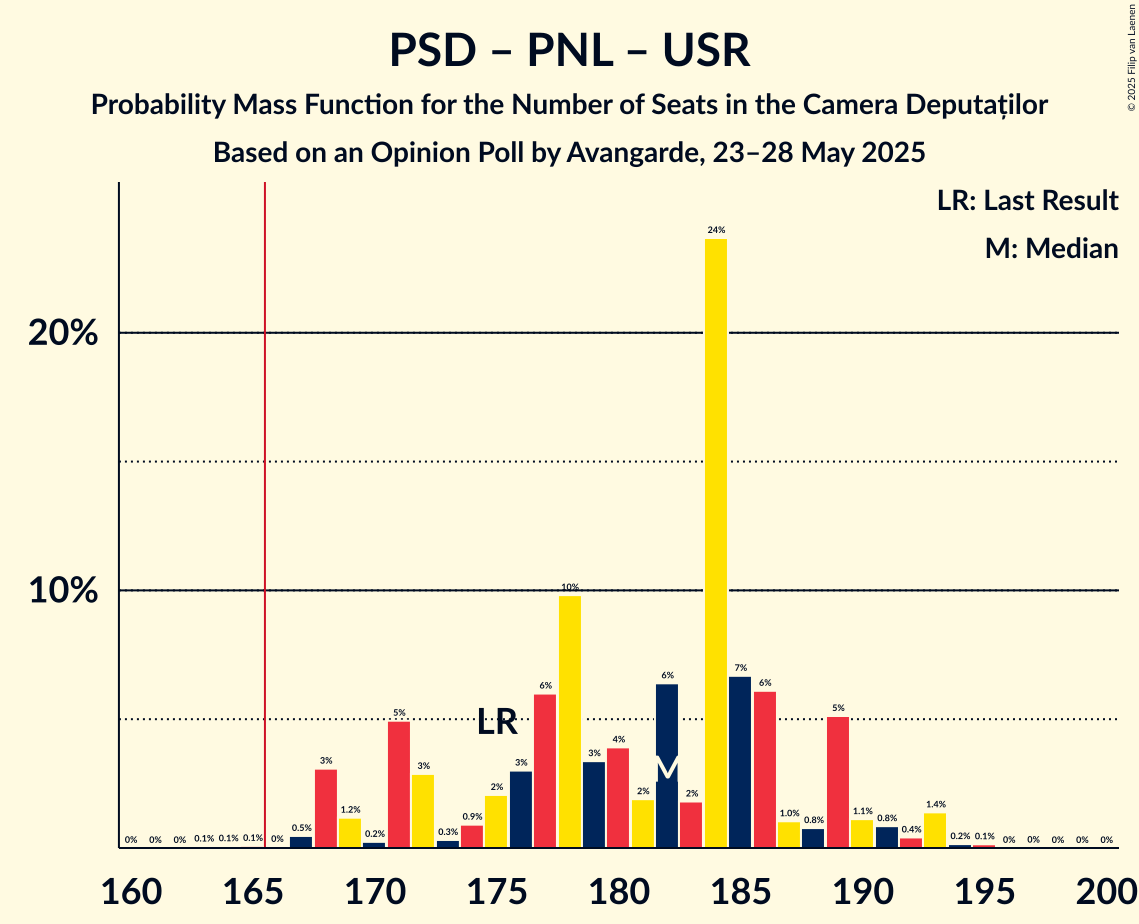 PSD – PNL – USR
Probability Mass Function for the Number of Seats in the Camera Deputaților
Based on an Opinion Poll by Avangarde, 23–28 May 2025
© 2025 Filip van Laenen
LR: Last Result
M: Median
20%
10%
0% 0% 0% 0.1% 0.1% 0.1% 0% 0.5% 3% 1.2% 0.2% 5% 3% 0.3% 0.9% 2% 3% 6% 10% 3% 4% 2% 6% 2% 24% 7% 6% 1.0% 0.8% 5% 1.1% 0.8% 0.4% 1.4% 0.2% 0.1% 0% 0% 0% 0% 0%
LR
M
160 165 170 175 180 185 190 195 200